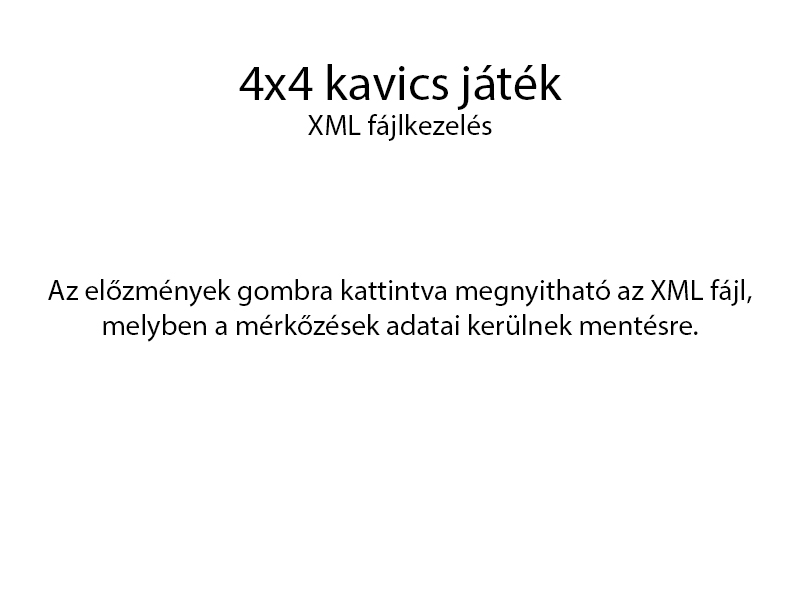 4x4 kavics játék
XML fájlkezelés
Az előzmények gombra kattintva megnyitható az XML fájl,
melyben a mérkőzések adatai kerülnek mentésre.